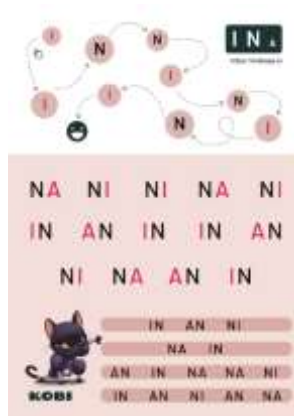 I N N I N I I N I
I N A
NA NI NI NA NI
IN AN IN IN AN
NI NA AN IN
IN AN NI
NA IN
AN IN NA NA NI
IN AN NI AN NA
KOBI